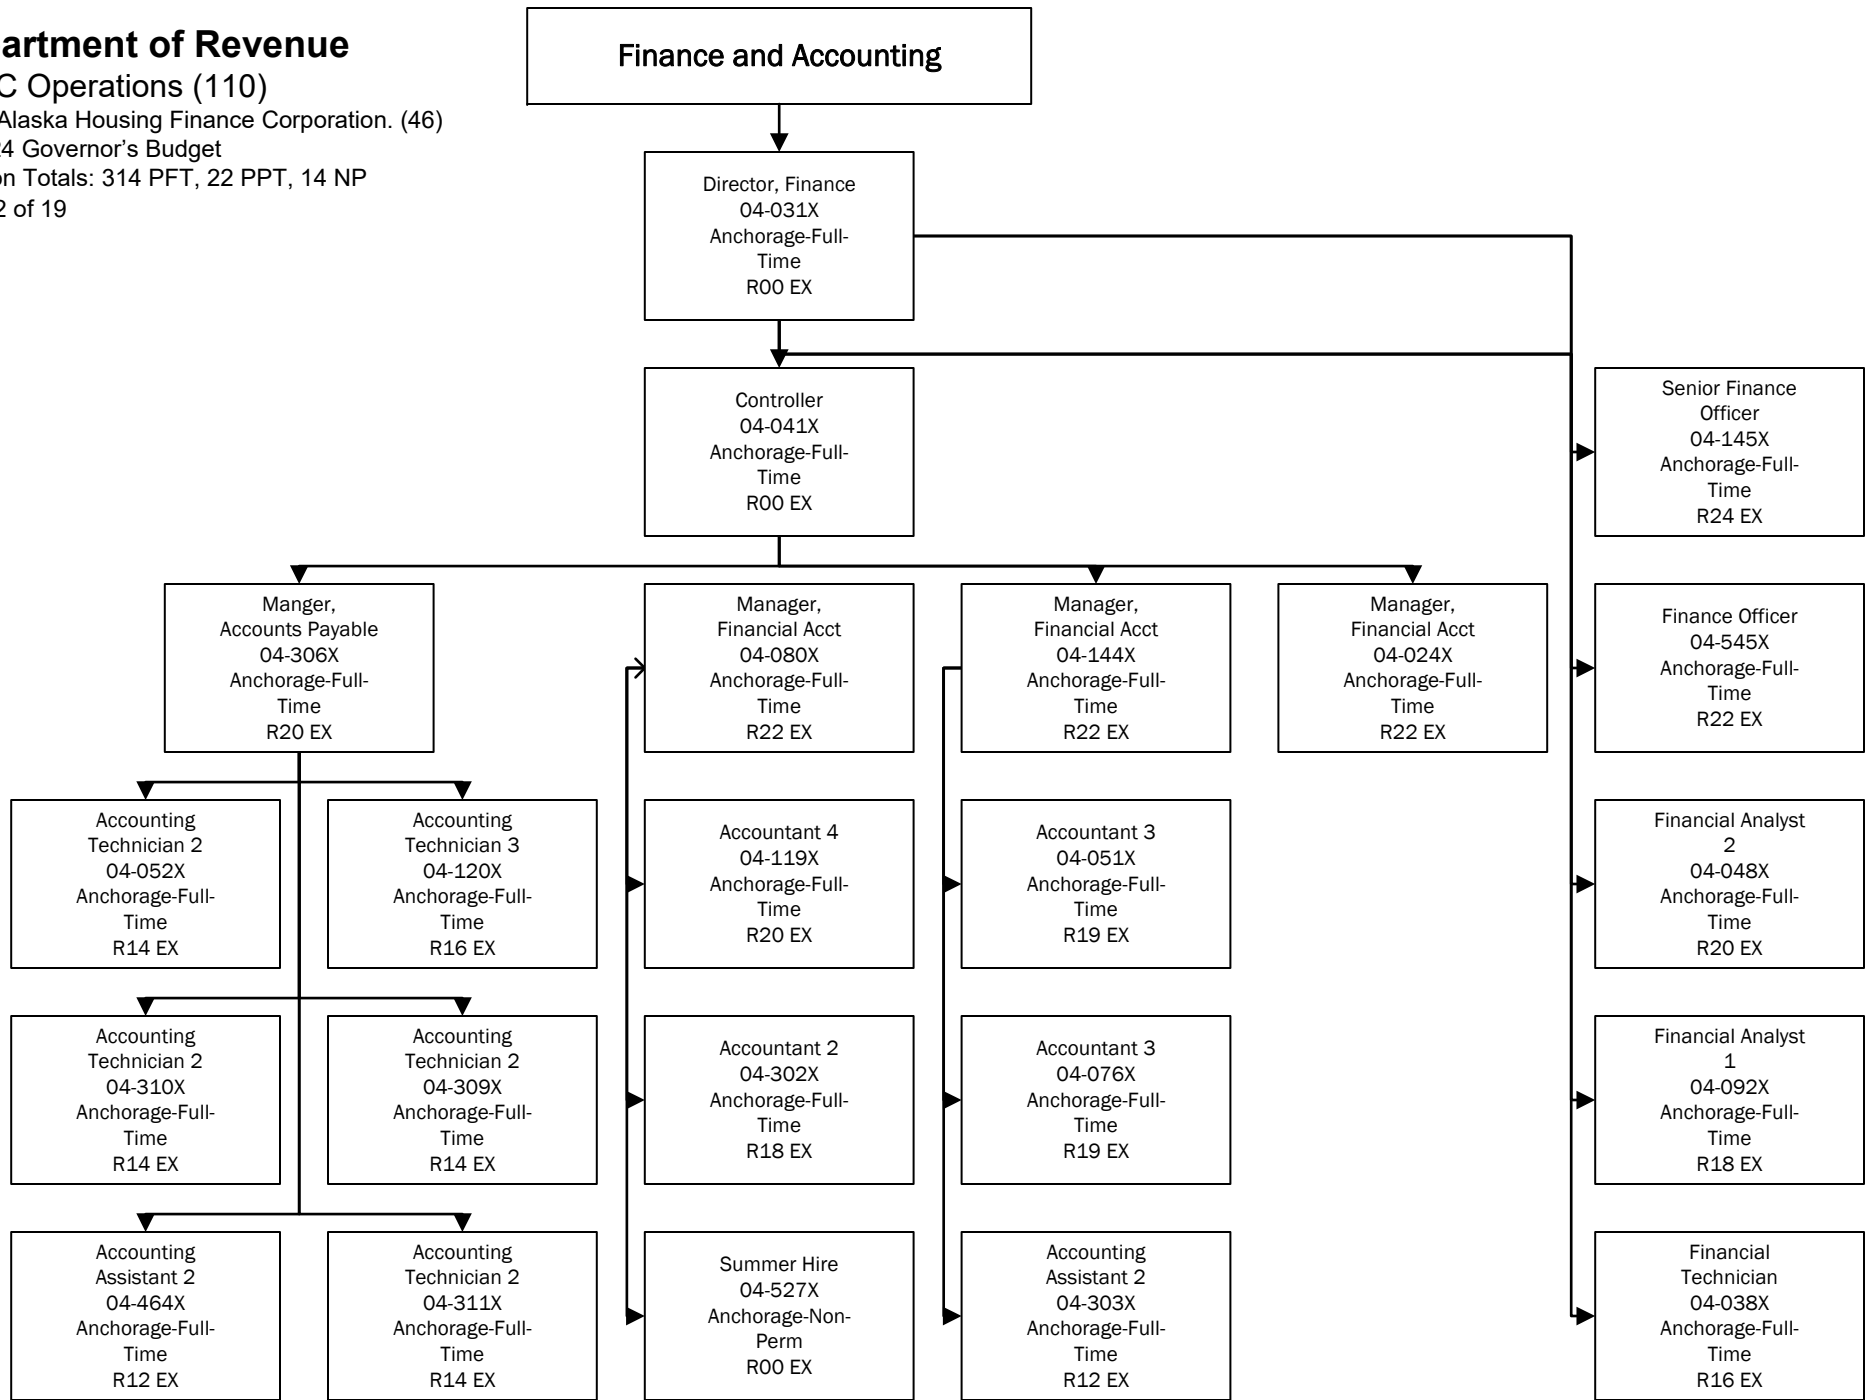 artment of Revenue
C Operations (110)
Alaska Housing Finance Corporation. (46)
4 Governor's Budget
on Totals: 314 PFT, 22 PPT, 14 NP
2 of 19
Finance and Accounting
Director, Finance
04-031X
Anchorage-Full-
Time
R00 EX
Controller
04-041X
Anchorage-Full-
Time
R00 EX
Senior Finance
Officer
04-145X
Anchorage-Full-
Time
R24 EX
Manger,
Accounts Payable
04-306X
Anchorage-Full-
Time
R20 EX
Manager,
Financial Acct
04-080X
Anchorage-Full-
Time
R22 EX
Manager,
Financial Acct
04-144X
Anchorage-Full-
Time
R22 EX
Manager,
Financial Acct
04-024X
Anchorage-Full-
Time
R22 EX
Finance Officer
04-545X
Anchorage-Full-
Time
R22 EX
Accounting
Technician 2
04-052X
Anchorage-Full-
Time
R14 EX
Accounting
Technician 3
04-120X
Anchorage-Full-
Time
R16 EX
Accountant 4
04-119X
Anchorage-Full-
Time
R20 EX
Accountant 3
04-051X
Anchorage-Full-
Time
R19 EX
Financial Analyst
2
04-048X
Anchorage-Full-
Time
R20 EX
Accounting
Technician 2
04-310X
Anchorage-Full-
Time
R14 EX
Accounting
Technician 2
04-309X
Anchorage-Full-
Time
R14 EX
Accountant 2
04-302X
Anchorage-Full-
Time
R18 EX
Accountant 3
04-076X
Anchorage-Full-
Time
R19 EX
Financial Analyst
1
04-092X
Anchorage-Full-
Time
R18 EX
Accounting
Assistant 2
04-464X
Anchorage-Full-
Time
R12 EX
Accounting
Technician 2
04-311X
Anchorage-Full-
Time
R14 EX
Summer Hire
04-527X
Anchorage-Non-
Perm
R00 EX
Accounting
Assistant 2
04-303X
Anchorage-Full-
Time
R12 EX
Financial
Technician
04-038X
Anchorage-Full-
Time
R16 EX